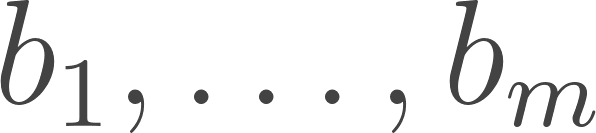 b₁, . . . , bₘ